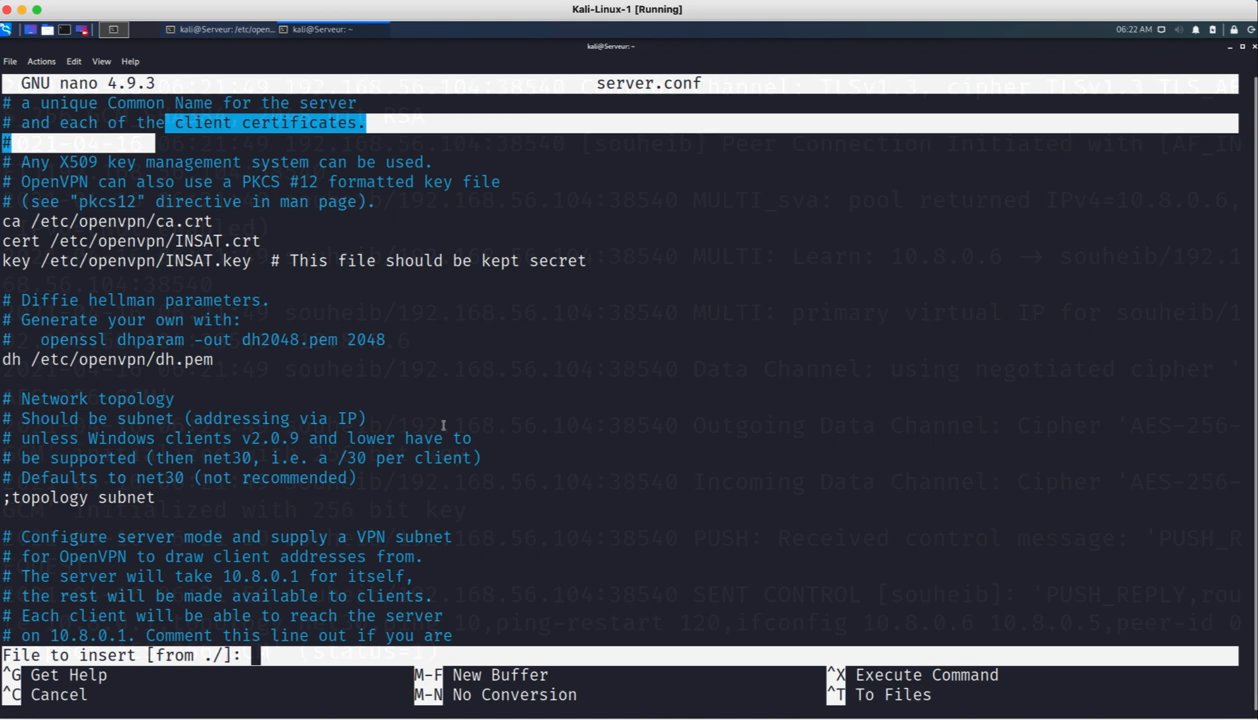 Kali-Linux-1 [Running]
kali@Serveur: /etc/open... kali@Serveur: ~ 06:22 AM
kali@Serveur: ~
File Actions Edit View Help
GNU nano 4.9.3 server.conf
# a unique Common Name for the server
# and each of the client certificates.
#
# Any X509 key management system can be used.
# OpenVPN can also use a PKCS #12 formatted key file
# (see "pkcs12" directive in man page).
ca /etc/openvpn/ca.crt
cert /etc/openvpn/INSAT.crt
key /etc/openvpn/INSAT.key # This file should be kept secret
# Diffie hellman parameters.
# Generate your own with:
# openssl dhparam -out dh2048.pem 2048
dh /etc/openvpn/dh.pem
# Network topology
# Should be subnet (addressing via IP)
# unless Windows clients v2.0.9 and lower have to
# be supported (then net30, i.e. a /30 per client)
# Defaults to net30 (not recommended)
;topology subnet
# Configure server mode and supply a VPN subnet
# for OpenVPN to draw client addresses from.
# The server will take 10.8.0.1 for itself,
# the rest will be made available to clients.
# Each client will be able to reach the server
# on 10.8.0.1. Comment this line out if you are
File to insert [from ./]:
^G Get Help M-F New Buffer ^X Execute Command
^C Cancel M-N No Conversion ^T To Files